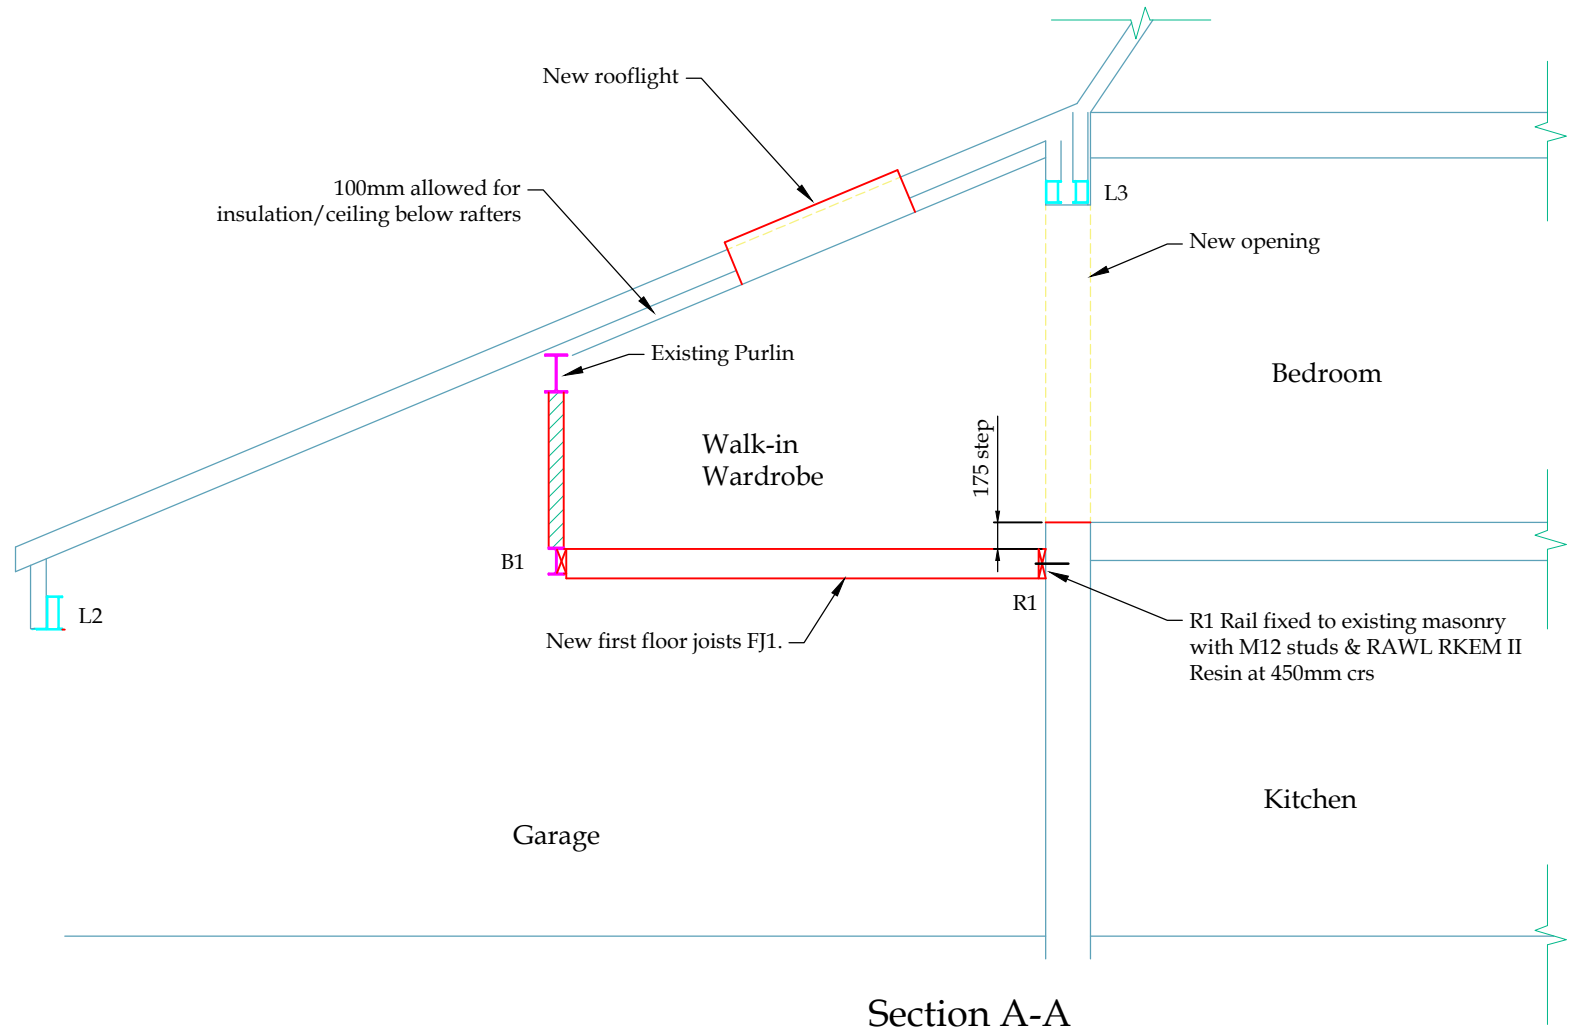 New rooflight
100mm allowed for
insulation/ceiling below rafters
L3
New opening
Existing Purlin
Bedroom
Walk-in
Wardrobe
175 step
B1
R1
L2
New first floor joists FJ1.
R1 Rail fixed to existing masonry
with M12 studs & RAWL RKEM II
Resin at 450mm crs
Kitchen
Garage
Section A-A